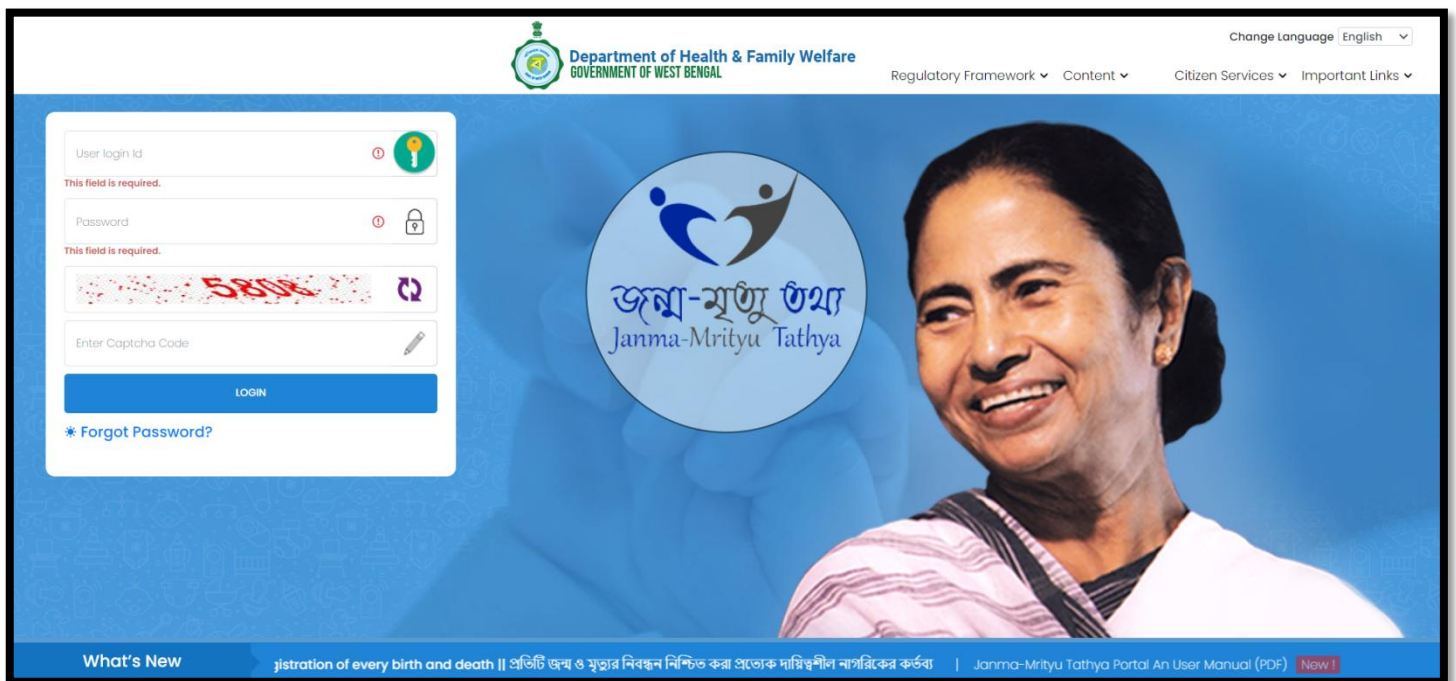 Change Language English
Department of Health & Family Welfare
GOVERNMENT OF WEST BENGAL
Regulatory Framework Content Citizen Services Important Links
User login Id
This field is required.
Password
This field is required.
5808
Enter Captcha Code
LOGIN
Forgot Password?
জন্ম-মৃত্যু তথ্য
Janma-Mrityu Tathya
What's New
gistration of every birth and death || প্রতিটি জন্ম ও মৃত্যুর নিবন্ধন নিশ্চিত করা প্রত্যেক দায়িত্বশীল নাগরিকের কর্তব্য | Janma-Mrityu Tathya Portal An User Manual (PDF) New !